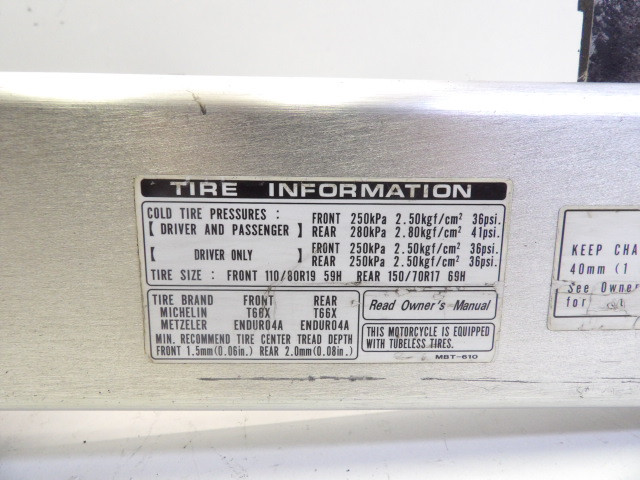 TIRE INFORMATION
COLD TIRE PRESSURES : FRONT 250kPa 2.50kgf/cm² 36psi.
【 DRIVER AND PASSENGER 】 REAR 280kPa 2.80kgf/cm² 41psi.
【 DRIVER ONLY 】 FRONT 250kPa 2.50kgf/cm² 36psi.
REAR 250kPa 2.50kgf/cm² 36psi.
TIRE SIZE : FRONT 110/80R19 59H REAR 150/70R17 69H
TIRE BRAND FRONT REAR
MICHELIN T66X T66X
METZELER ENDURO4A ENDURO4A
MIN. RECOMMEND TIRE CENTER TREAD DEPTH
FRONT 1.5mm(0.06in.) REAR 2.0mm(0.08in.)
Read Owner's Manual
THIS MOTORCYCLE IS EQUIPPED
WITH TUBELESS TIRES.
MBT-610
KEEP CHA
40mm (1
See Owner
for